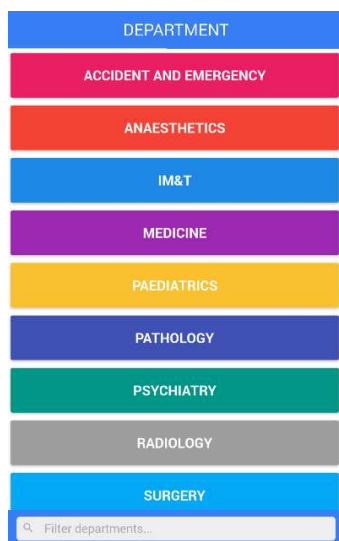 DEPARTMENT
ACCIDENT AND EMERGENCY
ANAESTHETICS
IM&T
MEDICINE
PAEDIATRICS
PATHOLOGY
PSYCHIATRY
RADIOLOGY
SURGERY
Filter departments...